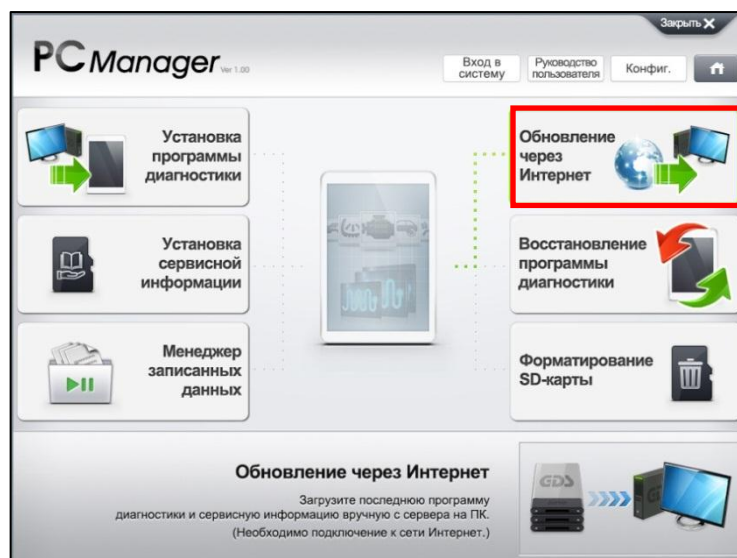 Закрыть X
PC Manager Ver 1.00
Вход в
систему
Руководство
пользователя
Конфиг.
Установка
программы
диагностики
Обновление
через
Интернет
Установка
сервисной
информации
Восстановление
программы
диагностики
Менеджер
записанных
данных
Форматирование
SD-карты
Обновление через Интернет
Загрузите последнюю программу
диагностики и сервисную информацию вручную с сервера на ПК.
(Необходимо подключение к сети Интернет.)
GDS